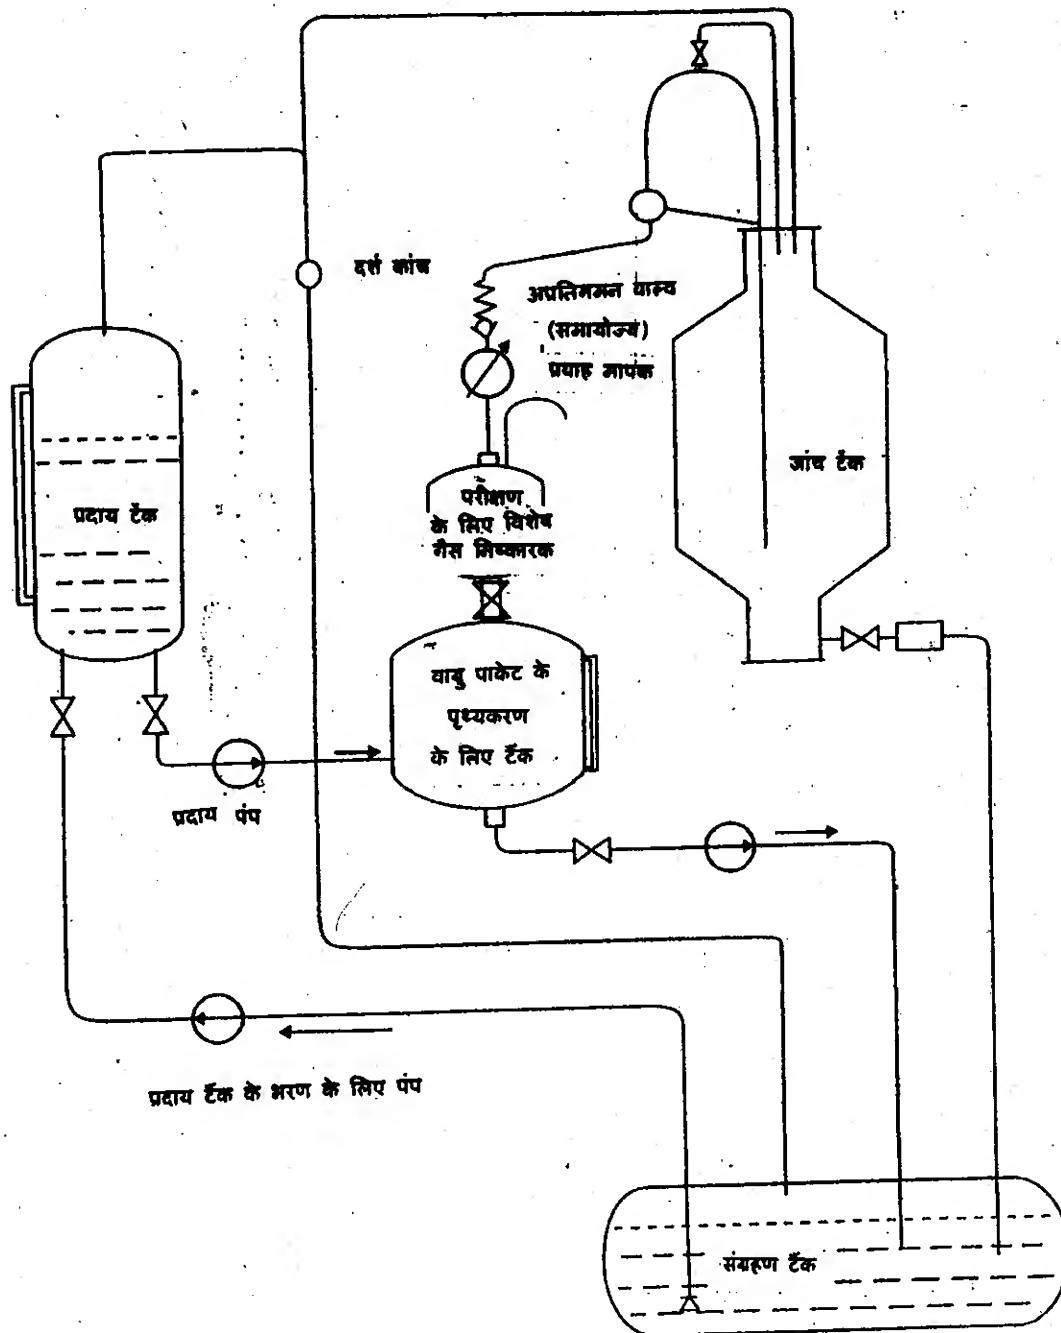 दर्श कांच
अप्रतिगमन वाल्व
(समायोज्य)
प्रवाह मापक
जांच टैंक
प्रदाय टैंक
परीक्षण
के लिए विशेष
गैस निष्कारक
वायु पाकेट के
पृथ्यकरण
के लिए टैंक
प्रदाय पंप
प्रदाय टैंक के भरण के लिए पंप
संग्रहण टैंक